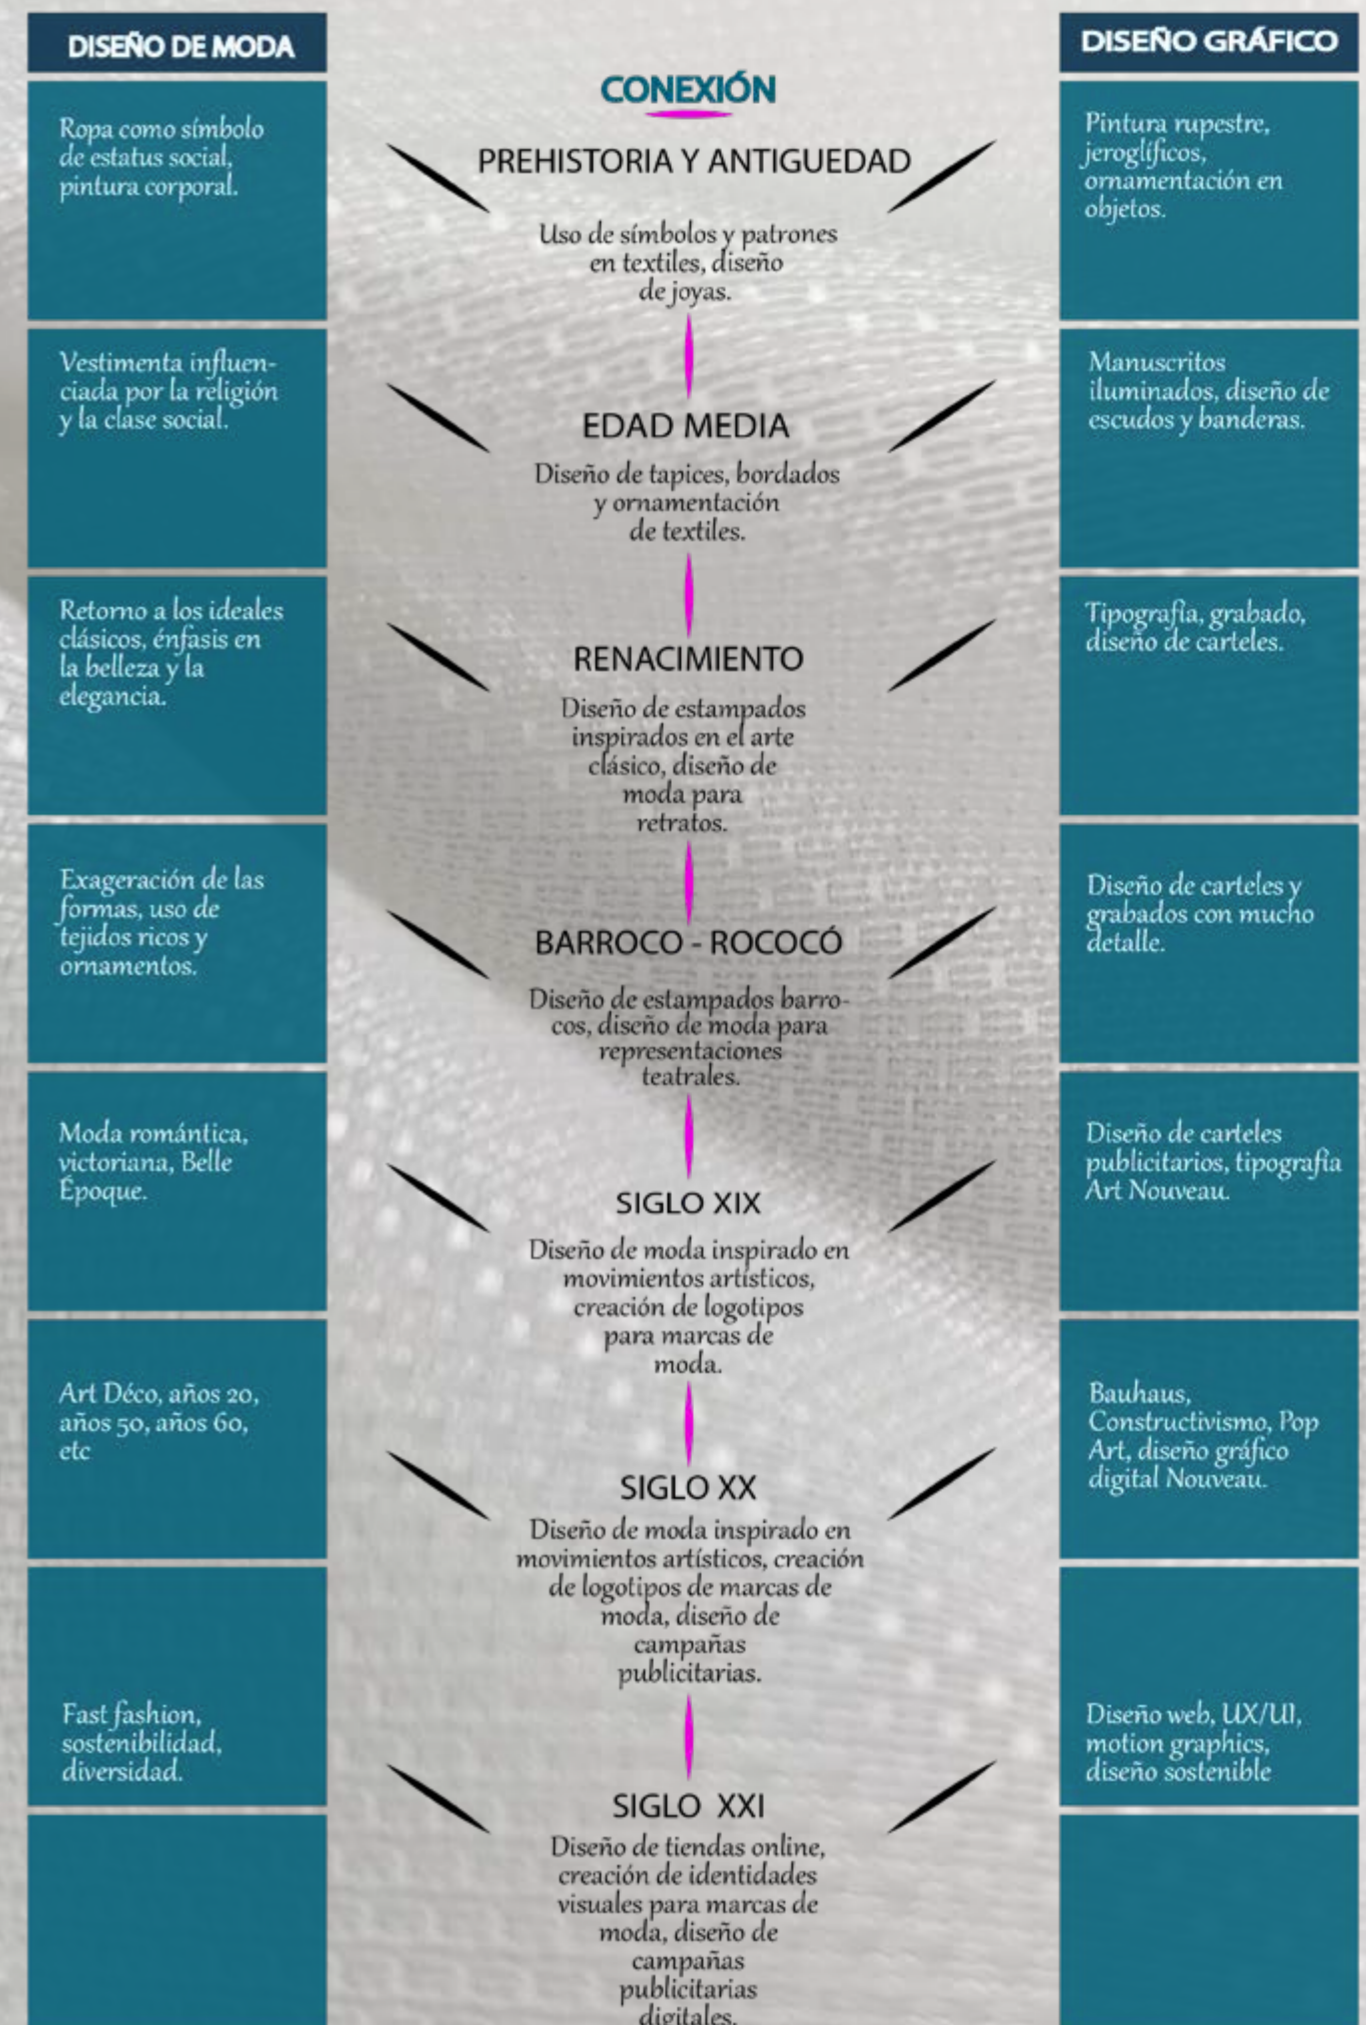 DISEÑO DE MODA
CONEXIÓN
DISEÑO GRÁFICO
Ropa como símbolo
de estatus social,
pintura corporal.
PREHISTORIA Y ANTIGUEDAD
Uso de símbolos y patrones
en textiles, diseño
de joyas.
Pintura rupestre,
jeroglíficos,
ornamentación en
objetos.
Vestimenta influen-
ciada por la religión
y la clase social.
EDAD MEDIA
Diseño de tapices, bordados
y ornamentación
de textiles.
Manuscritos
iluminados, diseño de
escudos y banderas.
Retorno a los ideales
clásicos, énfasis en
la belleza y la
elegancia.
RENACIMIENTO
Diseño de estampados
inspirados en el arte
clásico, diseño de
moda para
retratos.
Tipografía, grabado,
diseño de carteles.
Exageración de las
formas, uso de
tejidos ricos y
ornamentos.
BARROCO - ROCOCÓ
Diseño de estampados barro-
cos, diseño de moda para
representaciones
teatrales.
Diseño de carteles y
grabados con mucho
detalle.
Moda romántica,
victoriana, Belle
Époque.
SIGLO XIX
Diseño de moda inspirado en
movimientos artísticos,
creación de logotipos
para marcas de
moda.
Diseño de carteles
publicitarios, tipografía
Art Nouveau.
Art Déco, años 20,
años 50, años 60,
etc
SIGLO XX
Diseño de moda inspirado en
movimientos artísticos, creación
de logotipos de marcas de
moda, diseño de
campañas
publicitarias.
Bauhaus,
Constructivismo, Pop
Art, diseño gráfico
digital Nouveau.
Fast fashion,
sostenibilidad,
diversidad.
SIGLO XXI
Diseño de tiendas online,
creación de identidades
visuales para marcas de
moda, diseño de
campañas
publicitarias
digitales.
Diseño web, UX/UI,
motion graphics,
diseño sostenible